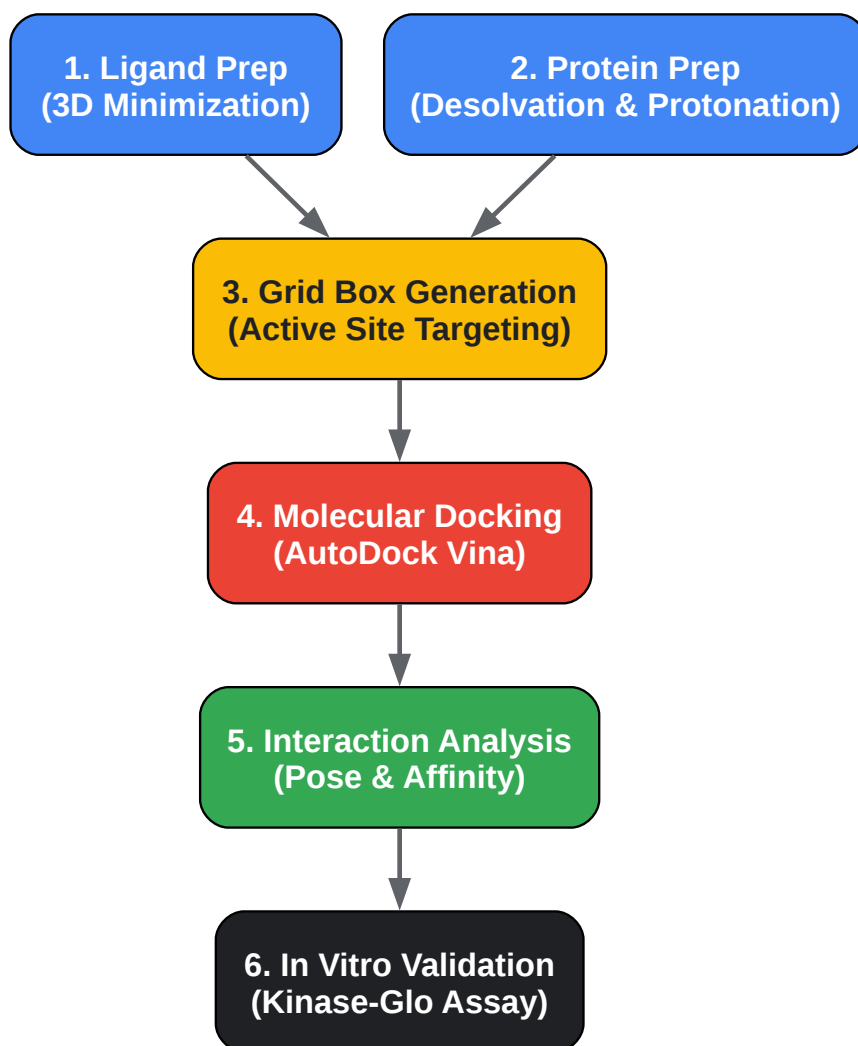 1. Ligand Prep
(3D Minimization)
2. Protein Prep
(Desolvation & Protonation)
3. Grid Box Generation
(Active Site Targeting)
4. Molecular Docking
(AutoDock Vina)
5. Interaction Analysis
(Pose & Affinity)
6. In Vitro Validation
(Kinase-Glo Assay)